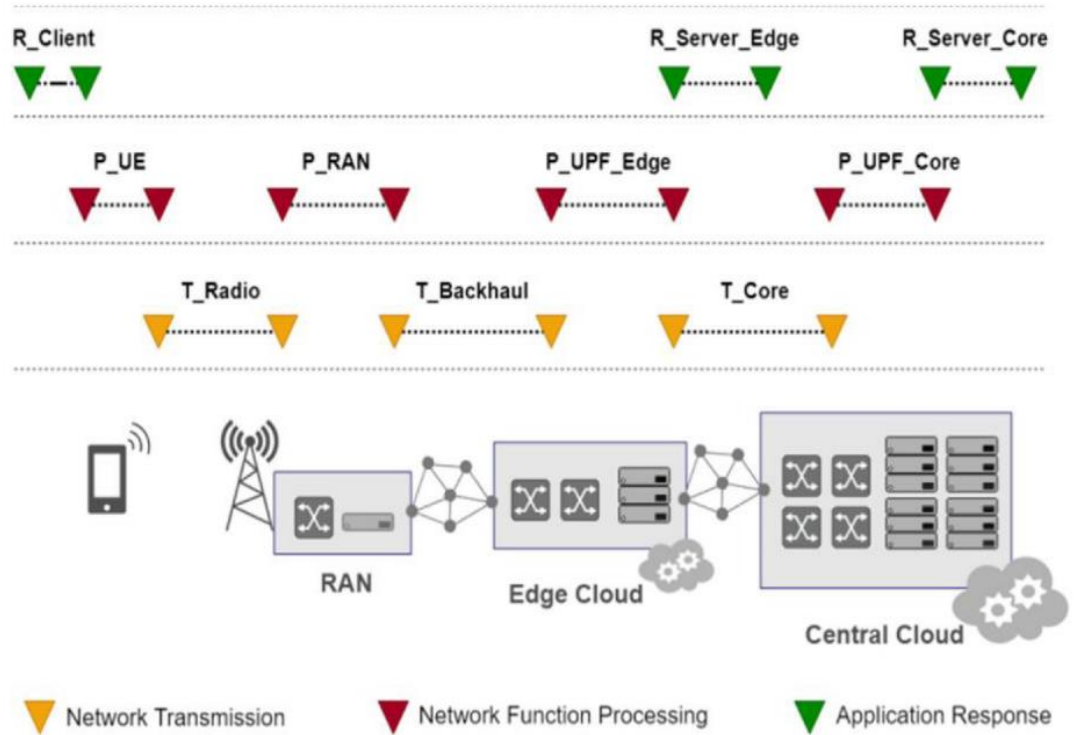 R_Client
R_Server_Edge
R_Server_Core
P_UE
P_RAN
P_UPF_Edge
P_UPF_Core
T_Radio
T_Backhaul
T_Core
RAN
Edge Cloud
Central Cloud
Network Transmission
Network Function Processing
Application Response